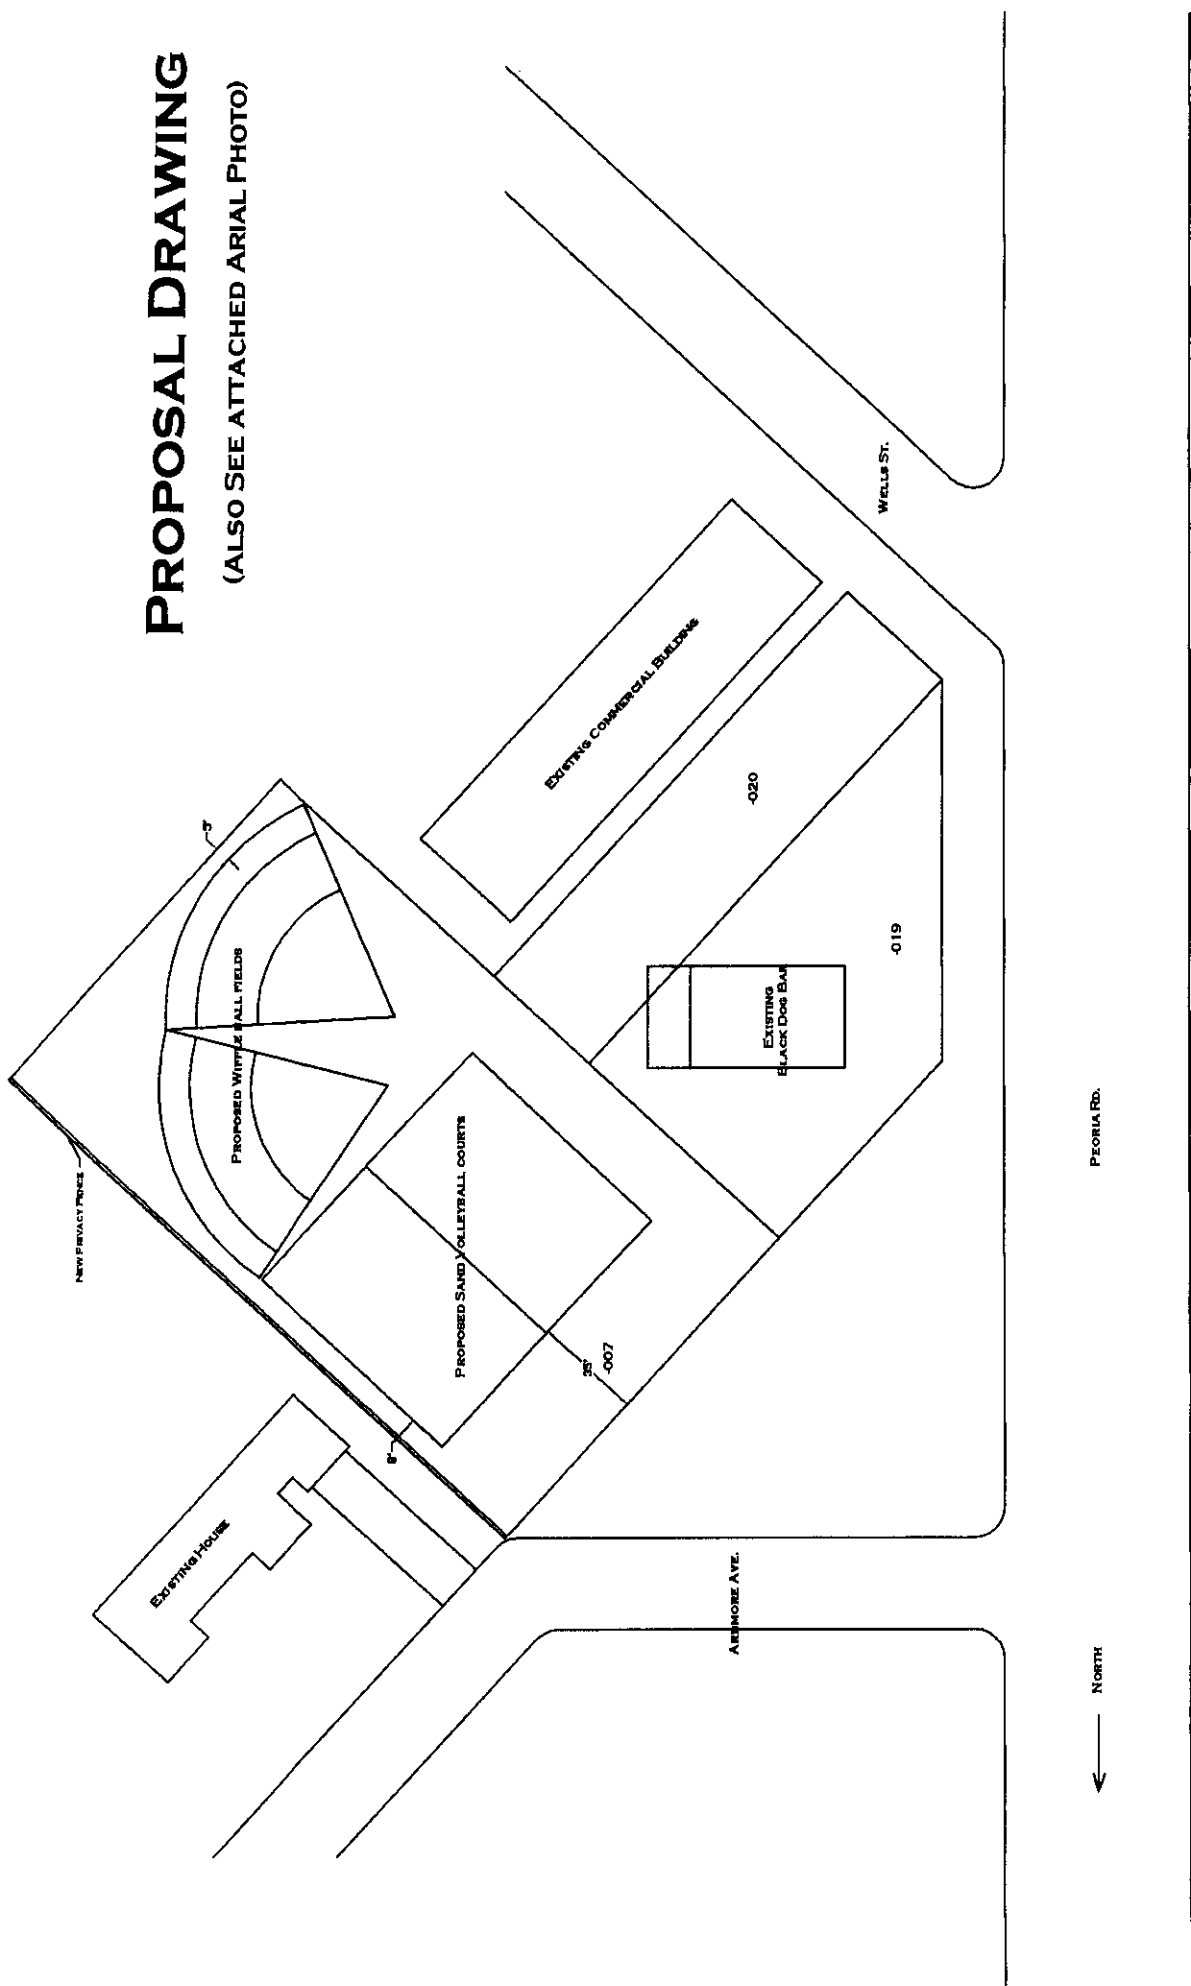 PROPOSAL DRAWING
(ALSO SEE ATTACHED ARIAL PHOTO)
NEW PRIVACY FENCE
5'
PROPOSED WIFFLE BALL FIELDS
EXISTING COMMERCIAL BUILDING
WELLS ST.
-020
-019
EXISTING
BLACK DOG BAR
PROPOSED SAND VOLLEYBALL COURTS
35'
-007
EXISTING HOUSE
ARDMORE AVE.
PEORIA RD.
NORTH